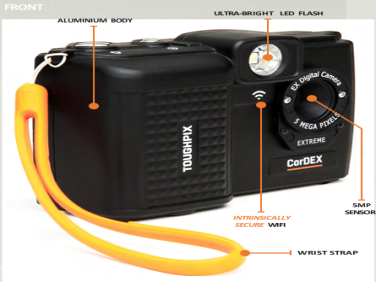 FRONT
ULTRA-BRIGHT LED FLASH
ALUMINIUM BODY
EX Digital Camera
5 MEGA PIXELS
EXTREME
TOUGHPIX
CorDEX
5MP
SENSOR
INTRINSICALLY
SECURE WIFI
WRIST STRAP